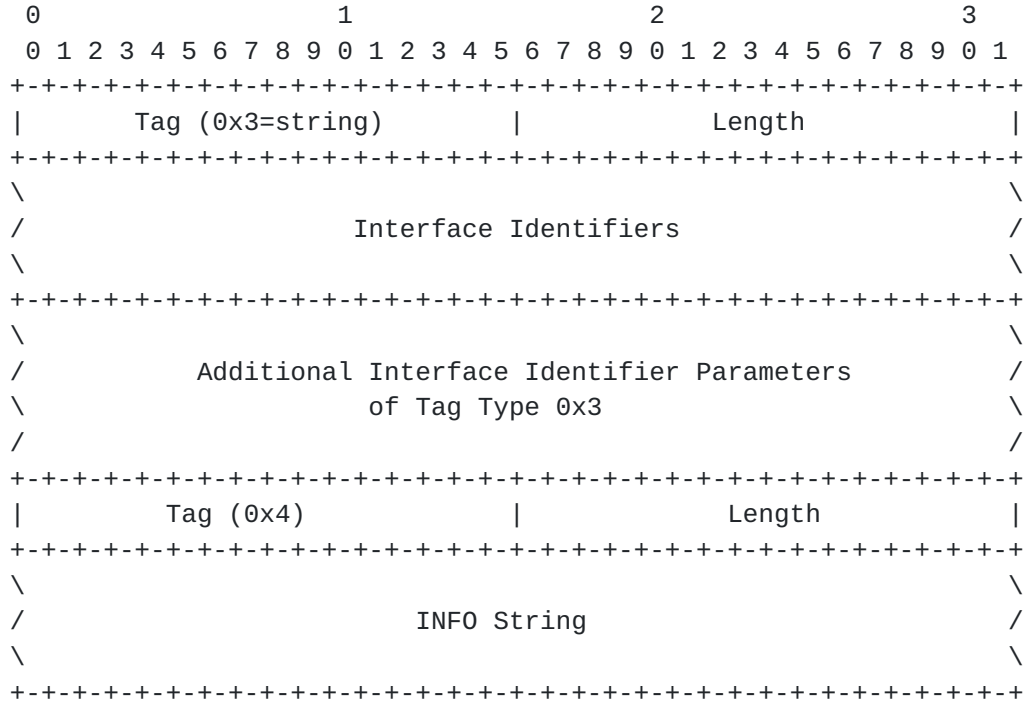 0                   1                   2                   3
 0 1 2 3 4 5 6 7 8 9 0 1 2 3 4 5 6 7 8 9 0 1 2 3 4 5 6 7 8 9 0 1
+-+-+-+-+-+-+-+-+-+-+-+-+-+-+-+-+-+-+-+-+-+-+-+-+-+-+-+-+-+-+-+-+
|       Tag (0x3=string)        |            Length             |
+-+-+-+-+-+-+-+-+-+-+-+-+-+-+-+-+-+-+-+-+-+-+-+-+-+-+-+-+-+-+-+-+
\                                                               \
/                     Interface Identifiers                     /
\                                                               \
+-+-+-+-+-+-+-+-+-+-+-+-+-+-+-+-+-+-+-+-+-+-+-+-+-+-+-+-+-+-+-+-+
\                                                               \
/           Additional Interface Identifier Parameters          /
\                      of Tag Type 0x3                          \
/                                                               /
+-+-+-+-+-+-+-+-+-+-+-+-+-+-+-+-+-+-+-+-+-+-+-+-+-+-+-+-+-+-+-+-+
|         Tag (0x4)             |             Length            |
+-+-+-+-+-+-+-+-+-+-+-+-+-+-+-+-+-+-+-+-+-+-+-+-+-+-+-+-+-+-+-+-+
\                                                               \
/                         INFO String                           /
\                                                               \
+-+-+-+-+-+-+-+-+-+-+-+-+-+-+-+-+-+-+-+-+-+-+-+-+-+-+-+-+-+-+-+-+